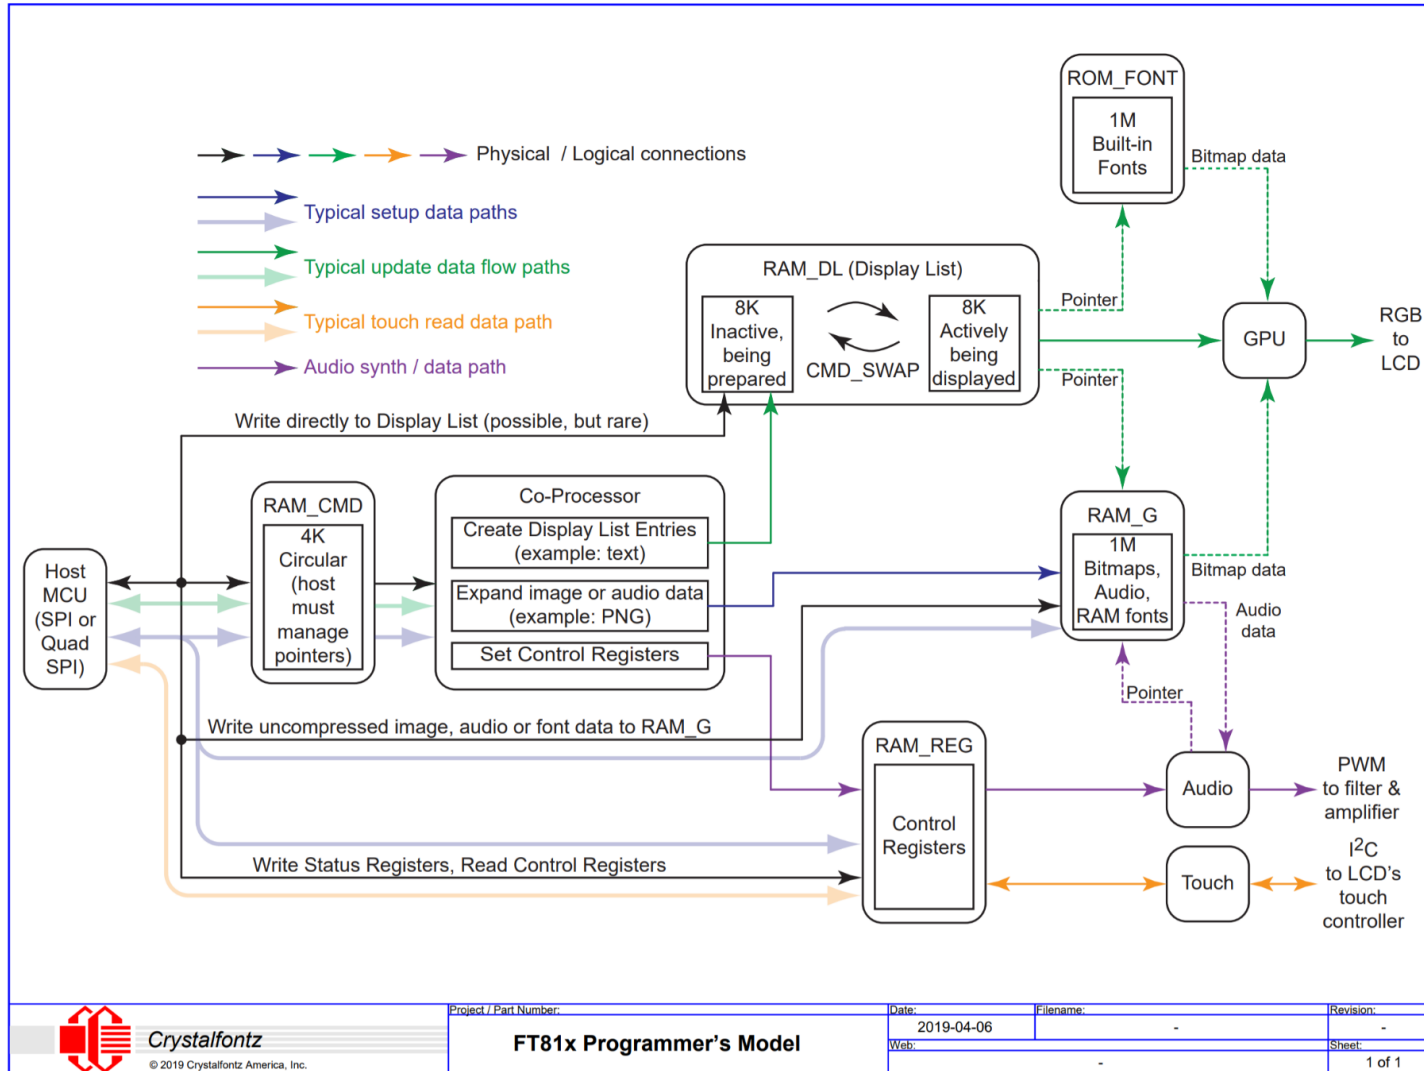 Physical / Logical connections
Typical setup data paths
Typical update data flow paths
Typical touch read data path
Audio synth / data path
ROM_FONT
1M
Built-in
Fonts
Bitmap data
RAM_DL (Display List)
8K
Inactive,
being
prepared
CMD_SWAP
8K
Actively
being
displayed
Pointer
Pointer
GPU
RGB
to
LCD
Write directly to Display List (possible, but rare)
Host
MCU
(SPI or
Quad
SPI)
RAM_CMD
4K
Circular
(host
must
manage
pointers)
Co-Processor
Create Display List Entries
(example: text)
Expand image or audio data
(example: PNG)
Set Control Registers
RAM_G
1M
Bitmaps,
Audio,
RAM fonts
Bitmap data
Audio
data
Pointer
Write uncompressed image, audio or font data to RAM_G
RAM_REG
Control
Registers
Write Status Registers, Read Control Registers
Audio
PWM
to filter &
amplifier
Touch
I2C
to LCD's
touch
controller
Crystalfontz
© 2019 Crystalfontz America, Inc.
Project / Part Number:
FT81x Programmer's Model
Date:
2019-04-06
Filename:
-
Revision:
-
Web:
-
Sheet:
1 of 1